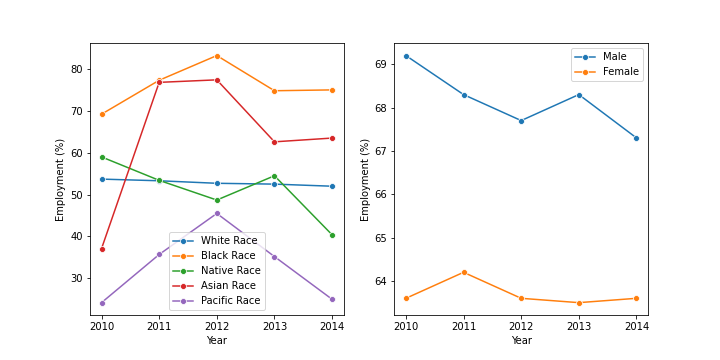 Employment (%)
80
70
60
50
40
30
2010 2011 2012 2013 2014
Year
White Race
Black Race
Native Race
Asian Race
Pacific Race
Employment (%)
69
68
67
66
65
64
2010 2011 2012 2013 2014
Year
Male
Female